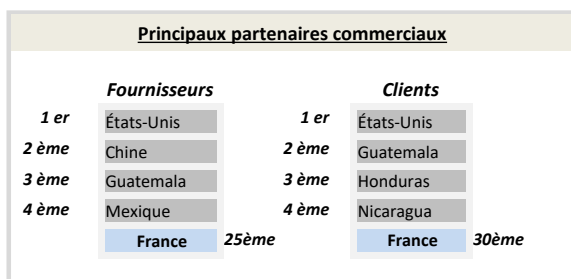 Principaux partenaires commerciaux
Fournisseurs Clients
1 er États-Unis 1 er États-Unis
2 ème Chine 2 ème Guatemala
3 ème Guatemala 3 ème Honduras
4 ème Mexique 4 ème Nicaragua
France 25ème France 30ème